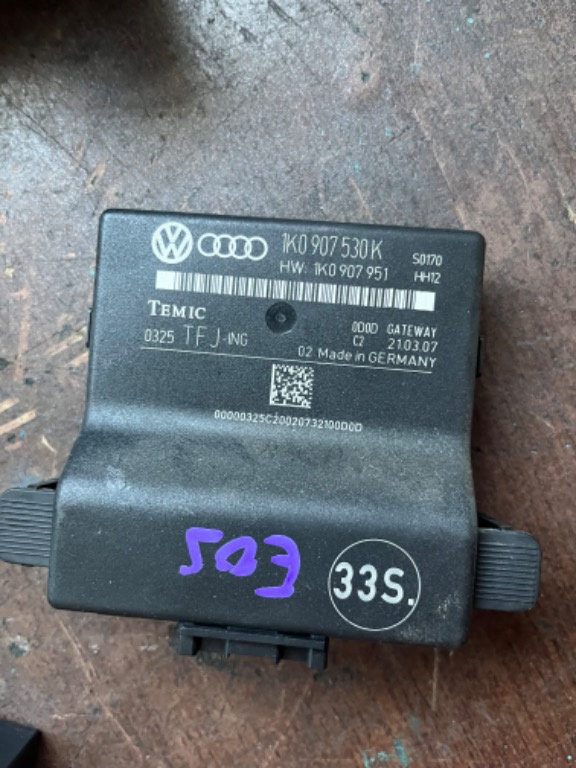 VW 1K0 907 530 K S0170
HW: 1K0 907 951 HH12
TEMIC 0D0D GATEWAY
0325 TFJ-ING C2 21.03.07
02 Made in GERMANY
00000325C20020732100D0D
33S.